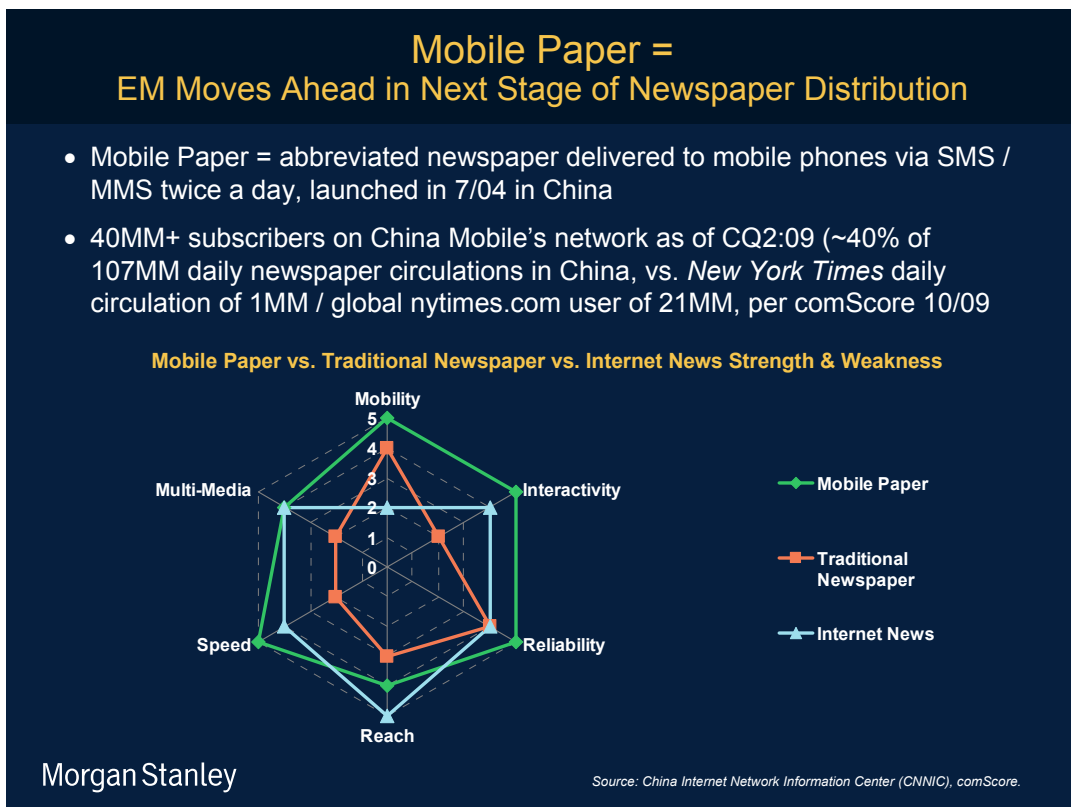 Mobile Paper =
EM Moves Ahead in Next Stage of Newspaper Distribution
• Mobile Paper = abbreviated newspaper delivered to mobile phones via SMS /
MMS twice a day, launched in 7/04 in China
• 40MM+ subscribers on China Mobile’s network as of CQ2:09 (~40% of
107MM daily newspaper circulations in China, vs. New York Times daily
circulation of 1MM / global nytimes.com user of 21MM, per comScore 10/09
Mobile Paper vs. Traditional Newspaper vs. Internet News Strength & Weakness
Mobility
5
4
3
2
1
0
Multi-Media
Interactivity
Speed
Reliability
Reach
Mobile Paper
Traditional
Newspaper
Internet News
Morgan Stanley
Source: China Internet Network Information Center (CNNIC), comScore.